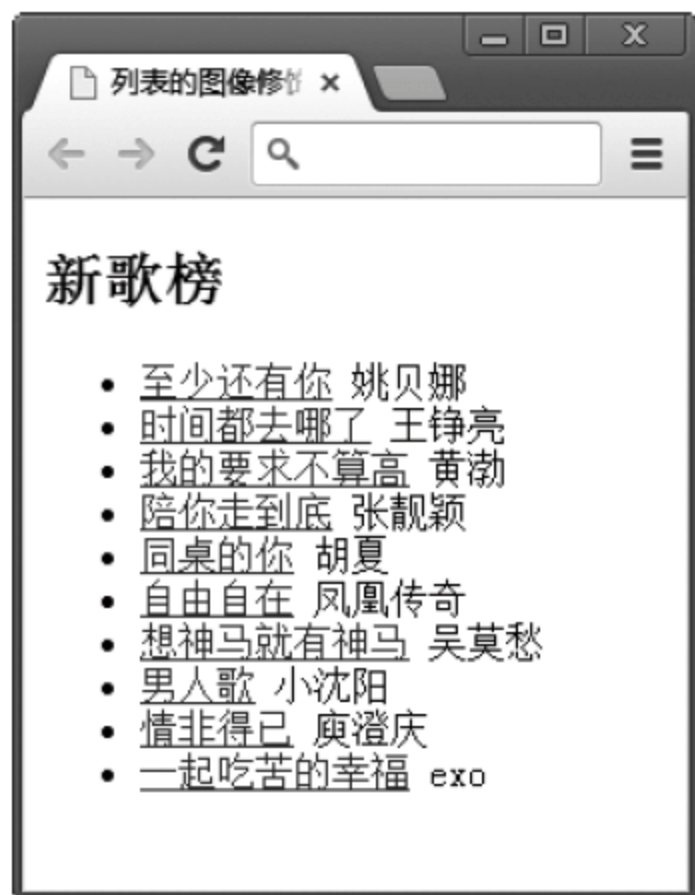 列表的图像修饰
新歌榜
至少还有你 姚贝娜
时间都去哪了 王铮亮
我的要求不算高 黄渤
陪你走到底 张靓颖
同桌的你 胡夏
自由自在 凤凰传奇
想神马就有神马 吴莫愁
男人歌 小沈阳
情非得已 庾澄庆
一起吃苦的幸福 exo